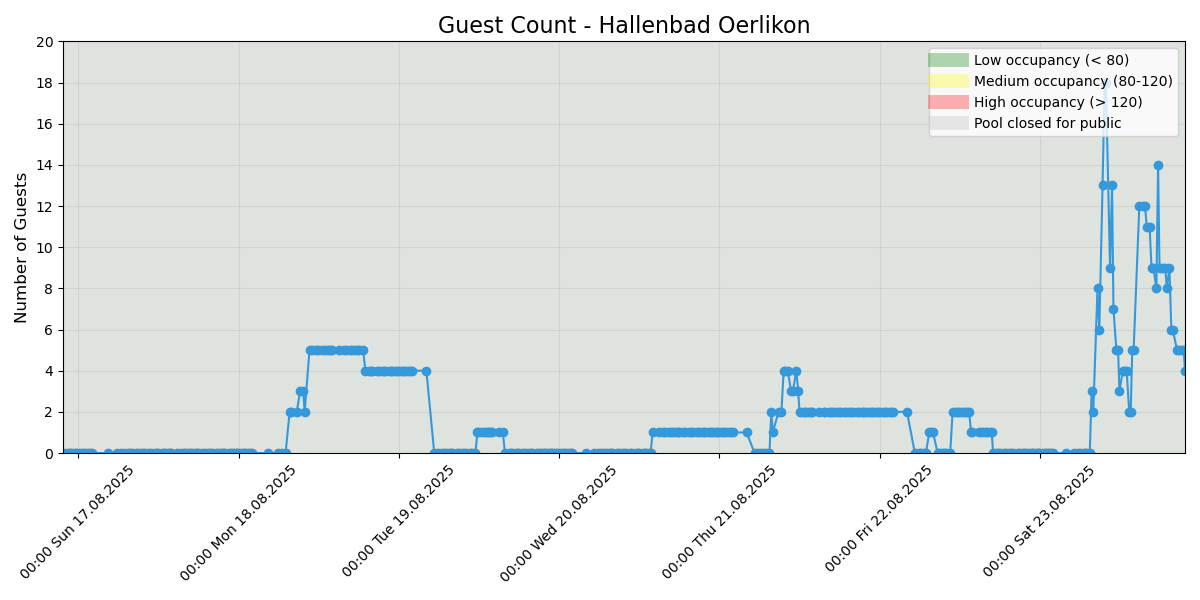 Guest Count - Hallenbad Oerlikon
Number of Guests
20
18
16
14
12
10
8
6
4
2
0
Low occupancy (< 80)
Medium occupancy (80-120)
High occupancy (> 120)
Pool closed for public
00:00 Sun 17.08.2025
00:00 Mon 18.08.2025
00:00 Tue 19.08.2025
00:00 Wed 20.08.2025
00:00 Thu 21.08.2025
00:00 Fri 22.08.2025
00:00 Sat 23.08.2025